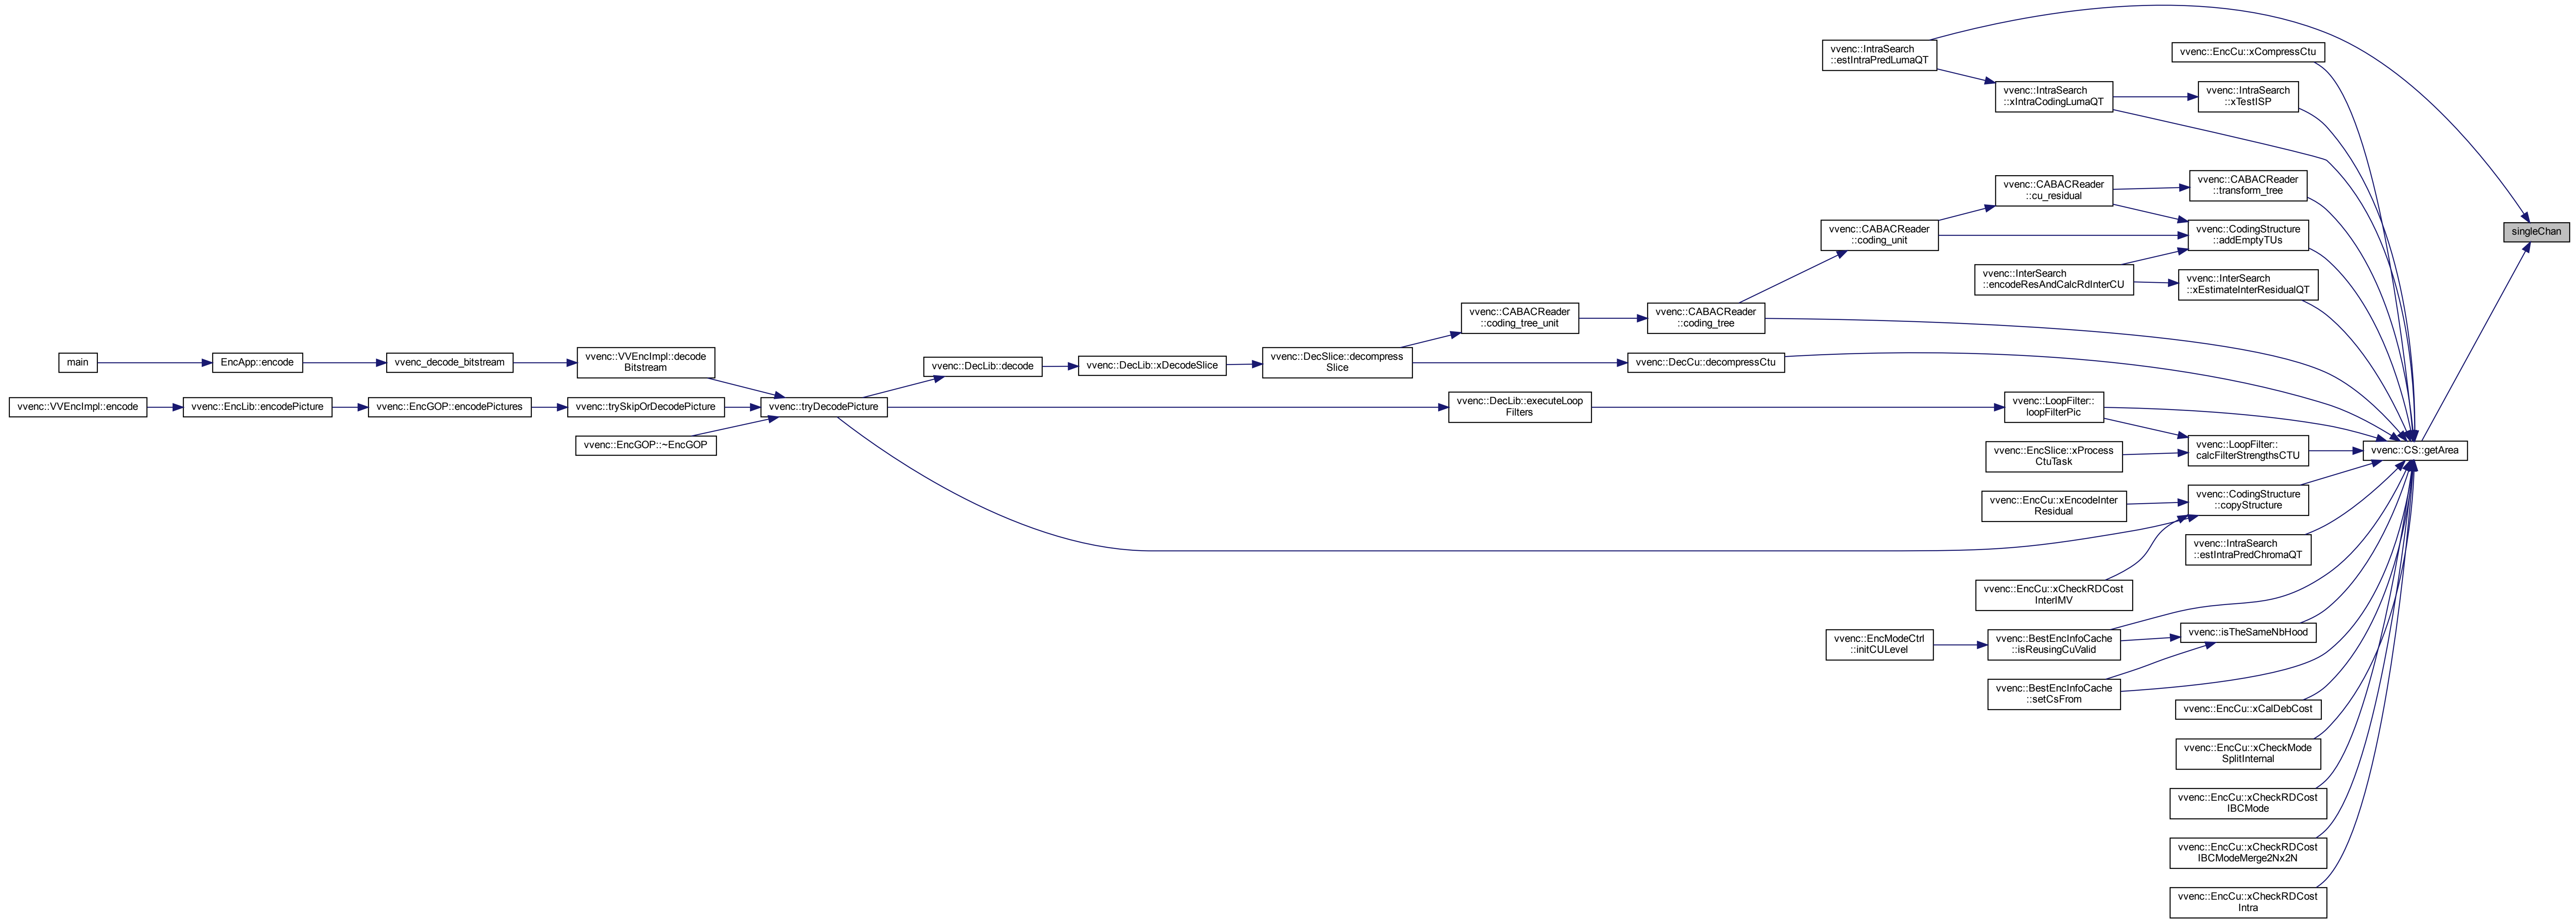 vvenc::IntraSearch
::estIntraPredLumaQT
vvenc::EncCu::xCompressCtu
vvenc::IntraSearch
::xIntraCodingLumaQT
vvenc::IntraSearch
::xTestISP
vvenc::CABACReader
::cu_residual
vvenc::CABACReader
::transform_tree
vvenc::CABACReader
::coding_unit
vvenc::CodingStructure
::addEmptyTUs
singleChan
vvenc::InterSearch
::encodeResAndCalcRdInterCU
vvenc::InterSearch
::xEstimateInterResidualQT
vvenc::CABACReader
::coding_tree_unit
vvenc::CABACReader
::coding_tree
main
EncApp::encode
vvenc_decode_bitstream
vvenc::VVEncImpl::decode
Bitstream
vvenc::DecLib::decode
vvenc::DecLib::xDecodeSlice
vvenc::DecSlice::decompress
Slice
vvenc::DecCu::decompressCtu
vvenc::VVEncImpl::encode
vvenc::EncLib::encodePicture
vvenc::EncGOP::encodePictures
vvenc::trySkipOrDecodePicture
vvenc::tryDecodePicture
vvenc::DecLib::executeLoop
Filters
vvenc::LoopFilter::
loopFilterPic
vvenc::EncGOP::~EncGOP
vvenc::EncSlice::xProcess
CtuTask
vvenc::LoopFilter::
calcFilterStrengthsCTU
vvenc::CS::getArea
vvenc::EncCu::xEncodeInter
Residual
vvenc::CodingStructure
::copyStructure
vvenc::IntraSearch
::estIntraPredChromaQT
vvenc::EncCu::xCheckRDCost
InterIMV
vvenc::EncModeCtrl
::initCULevel
vvenc::BestEncInfoCache
::isReusingCuValid
vvenc::isTheSameNbHood
vvenc::BestEncInfoCache
::setCsFrom
vvenc::EncCu::xCalDebCost
vvenc::EncCu::xCheckMode
SplitInternal
vvenc::EncCu::xCheckRDCost
IBCMode
vvenc::EncCu::xCheckRDCost
IBCModeMerge2Nx2N
vvenc::EncCu::xCheckRDCost
Intra